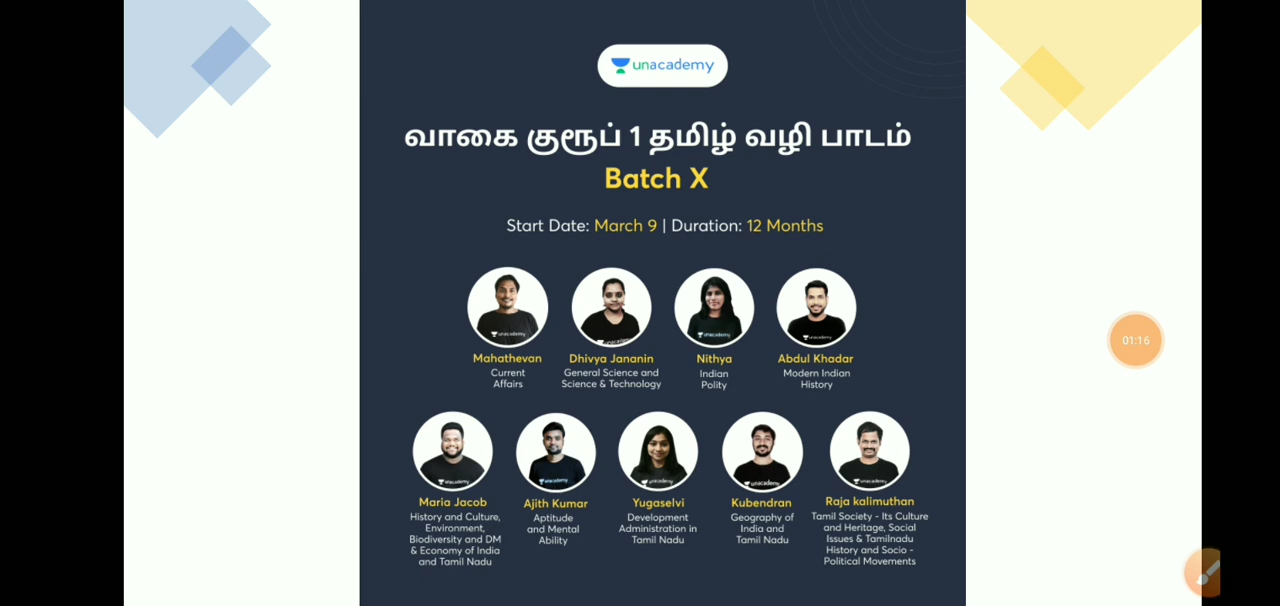 unacademy
வாகை குரூப் 1 தமிழ் வழி பாடம்
Batch X
Start Date: March 9 | Duration: 12 Months
Mahathevan
Current
Affairs
Dhivya Jananin
General Science and
Science & Technology
Nithya
Indian
Polity
Abdul Khadar
Modern Indian
History
Maria Jacob
History and Culture,
Environment,
Biodiversity and DM
& Economy of India
and Tamil Nadu
Ajith Kumar
Aptitude
and Mental
Ability
Yugaselvi
Development
Administration in
Tamil Nadu
Kubendran
Geography of
India and
Tamil Nadu
Raja kalimuthan
Tamil Society - Its Culture
and Heritage, Social
Issues & Tamilnadu
History and Socio -
Political Movements
01:16